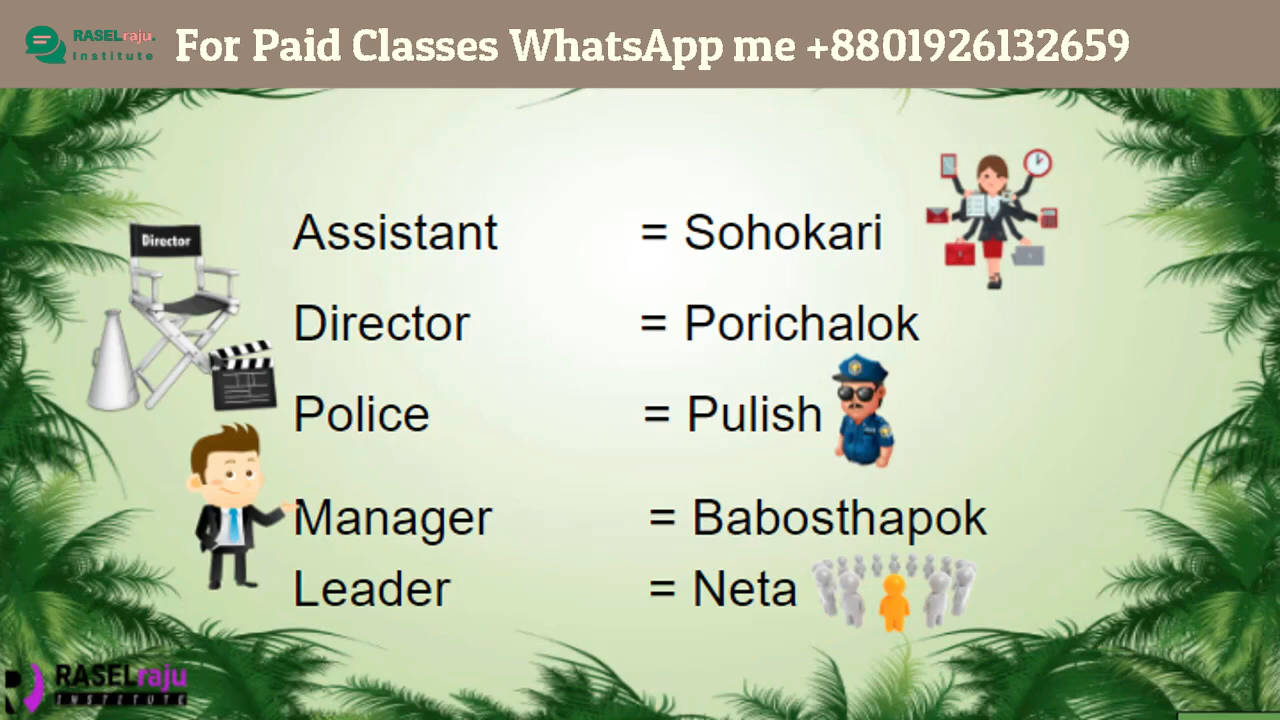 RASELraju.
Institute
For Paid Classes WhatsApp me +8801926132659
Assistant = Sohokari
Director
Director = Porichalok
Police = Pulish
Manager = Babosthapok
Leader = Neta
RASELraju
INSTITUTE